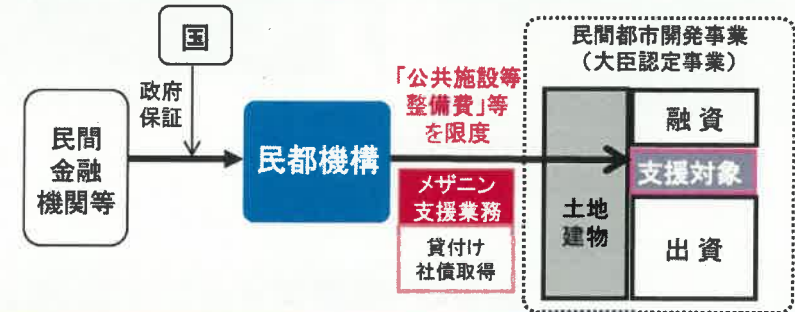 国
政府
保証
民間
金融
機関等
民都機構
「公共施設等
整備費」等
を限度
メザニン
支援業務
貸付け
社債取得
民間都市開発事業
（大臣認定事業）
土地
建物
融資
支援対象
出資